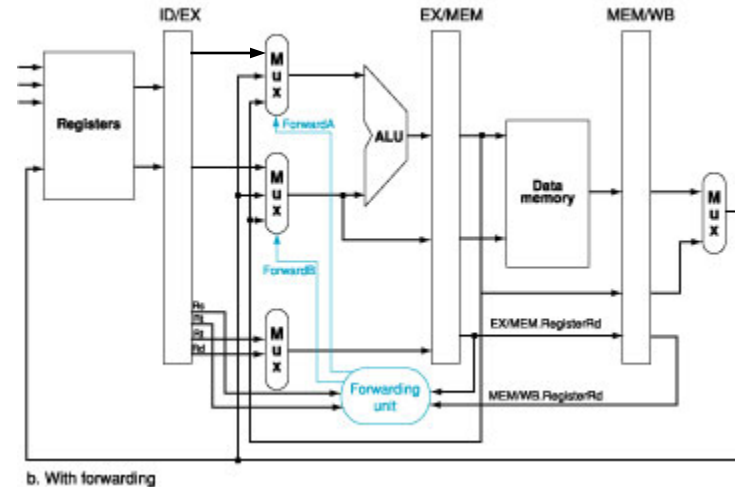 ID/EX
EX/MEM
MEM/WB
Registers
M
u
x
ForwardA
ALU
M
u
x
ForwardB
Data
memory
M
u
x
Rs
Rt
Rt
Rd
M
u
x
EX/MEM.RegisterRd
Forwarding
unit
MEM/WB.RegisterRd
b. With forwarding